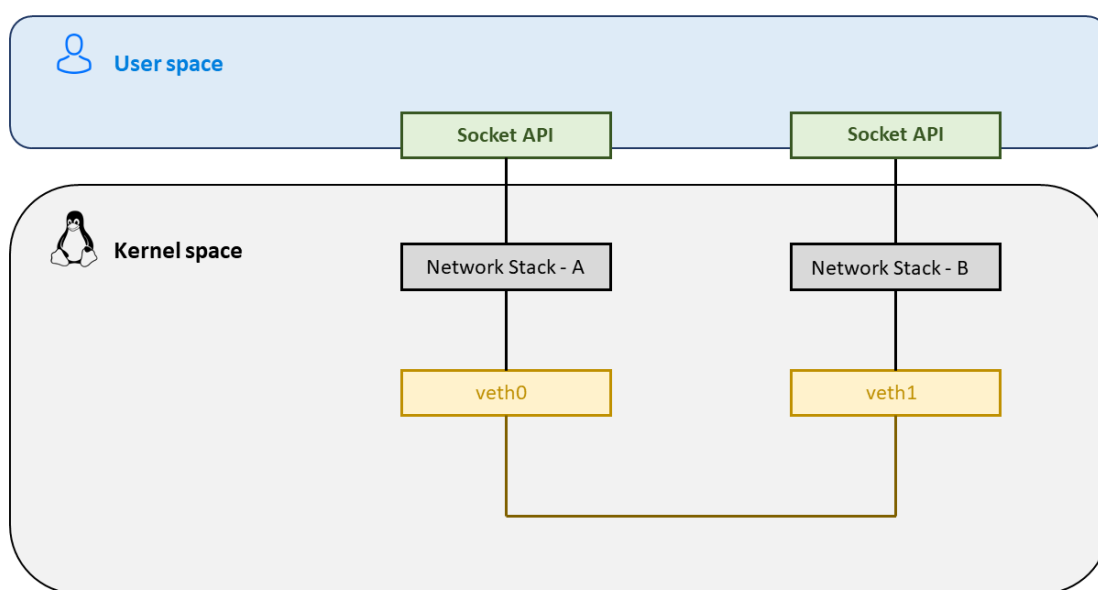 User space
Socket API
Socket API
Kernel space
Network Stack - A
Network Stack - B
veth0
veth1